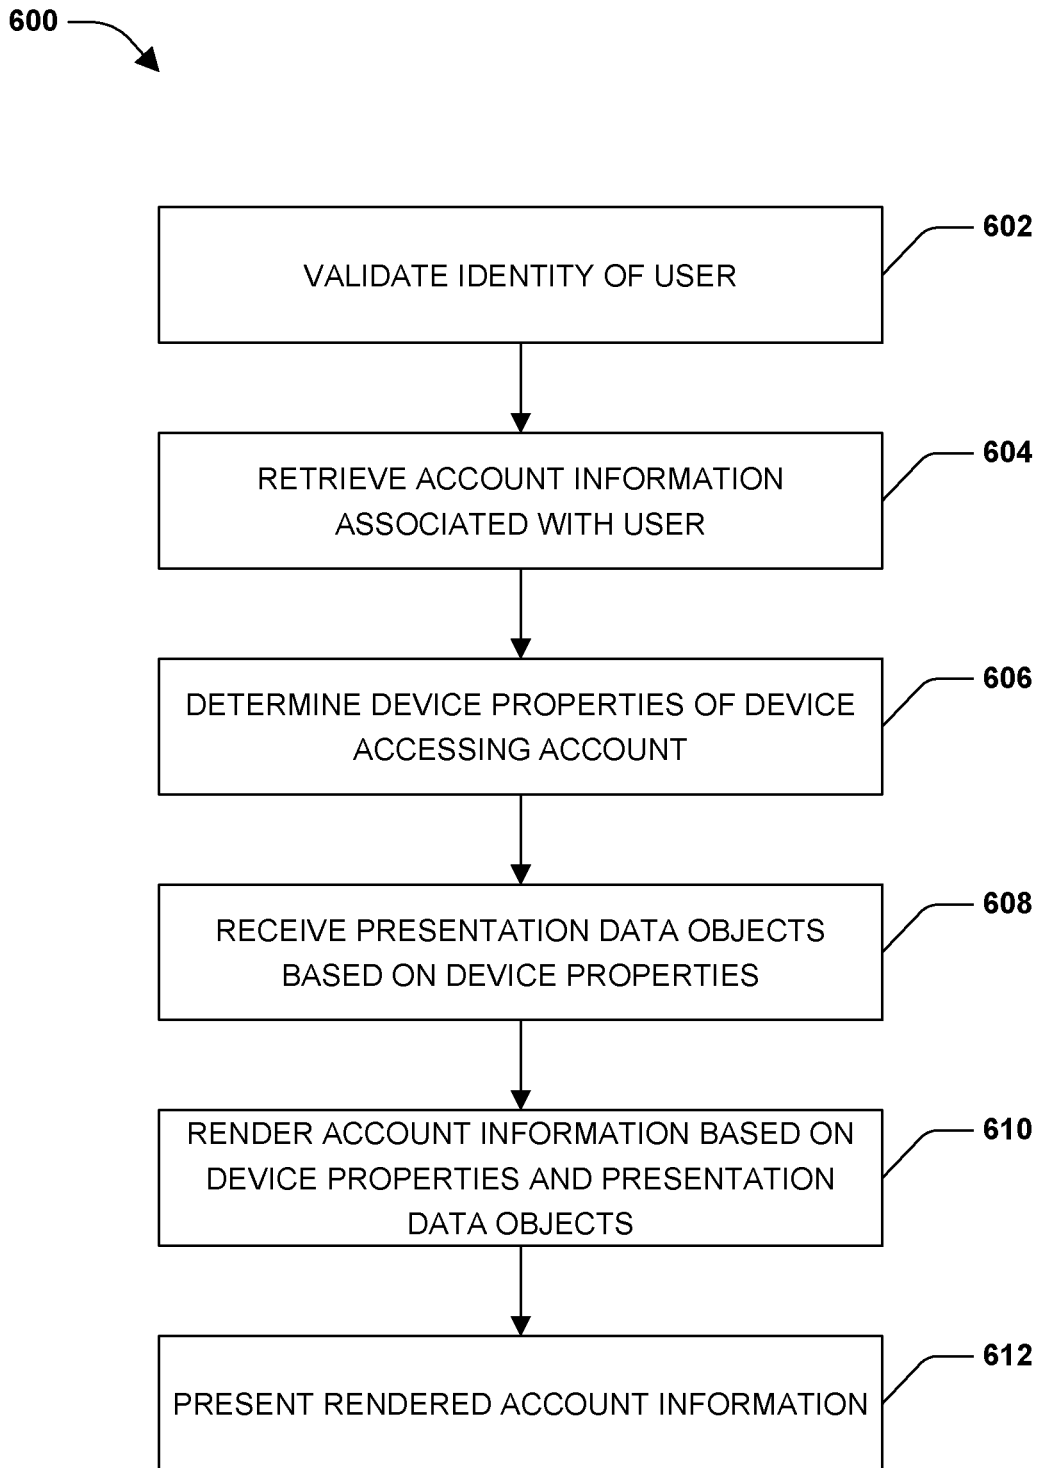 600
602
VALIDATE IDENTITY OF USER
604
RETRIEVE ACCOUNT INFORMATION
ASSOCIATED WITH USER
606
DETERMINE DEVICE PROPERTIES OF DEVICE
ACCESSING ACCOUNT
608
RECEIVE PRESENTATION DATA OBJECTS
BASED ON DEVICE PROPERTIES
610
RENDER ACCOUNT INFORMATION BASED ON
DEVICE PROPERTIES AND PRESENTATION
DATA OBJECTS
612
PRESENT RENDERED ACCOUNT INFORMATION